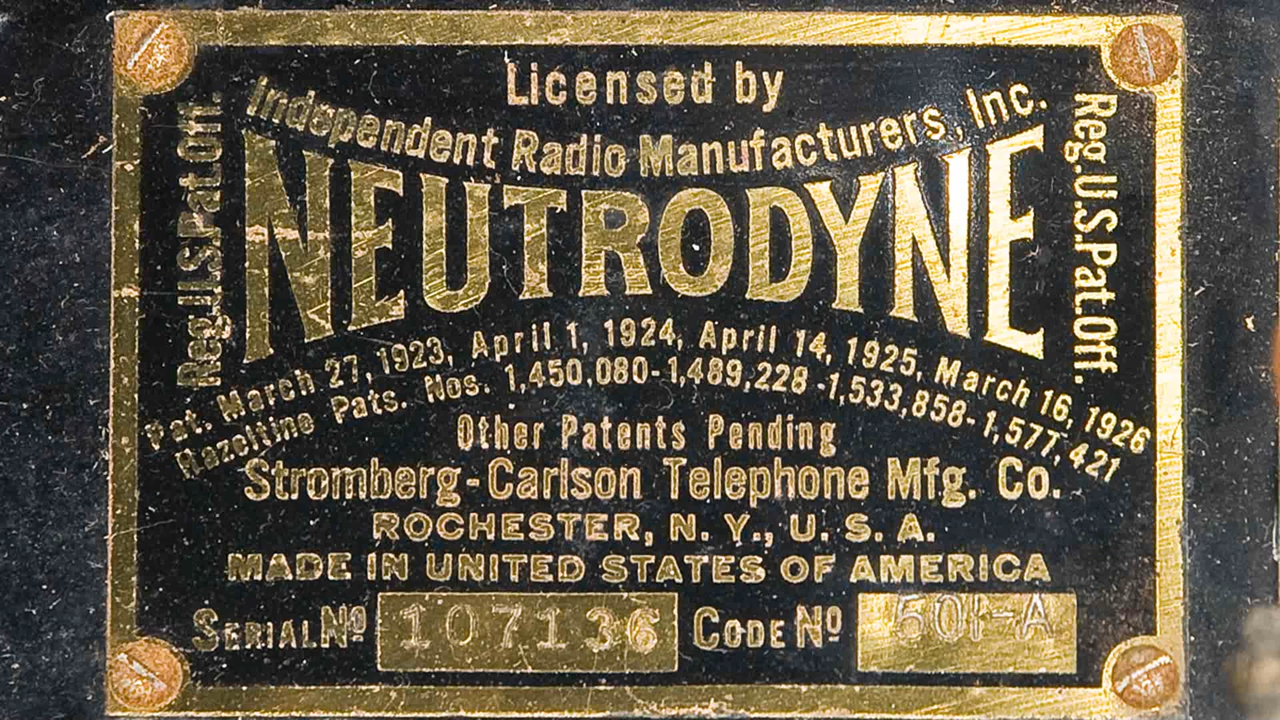 Licensed by
Independent Radio Manufacturers, Inc.
Reg.U.S.Pat.Off.
NEUTRODYNE
Reg.U.S.Pat.Off.
Pat. March 27, 1923, April 1, 1924, April 14, 1925, March 16, 1926
Hazeltine Pats. Nos. 1,450,080-1,489,228-1,533,858-1,577,421
Other Patents Pending
Stromberg-Carlson Telephone Mfg. Co.
ROCHESTER, N. Y., U. S. A.
MADE IN UNITED STATES OF AMERICA
SERIAL Nº 107136 CODE Nº 501-A